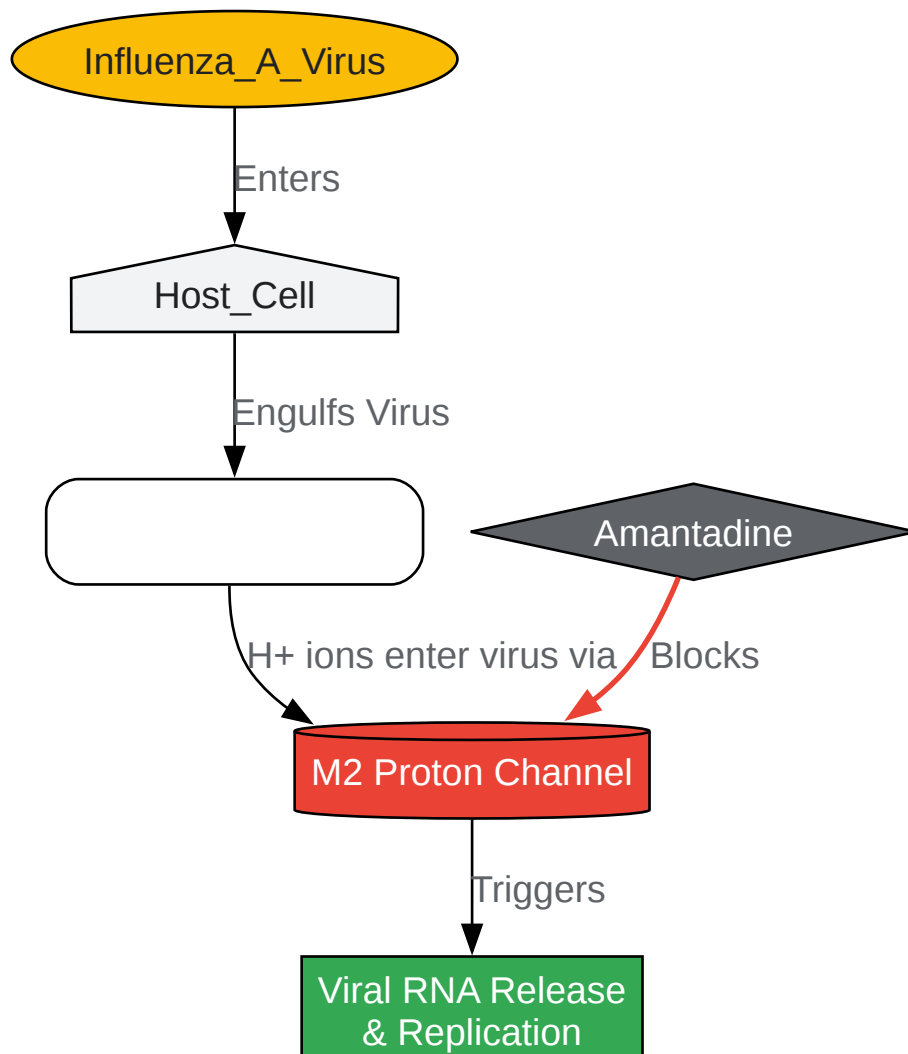 Influenza_A_Virus
Enters
Host_Cell
Engulfs Virus
Amantadine
H+ ions enter virus via
Blocks
M2 Proton Channel
Triggers
Viral RNA Release
& Replication